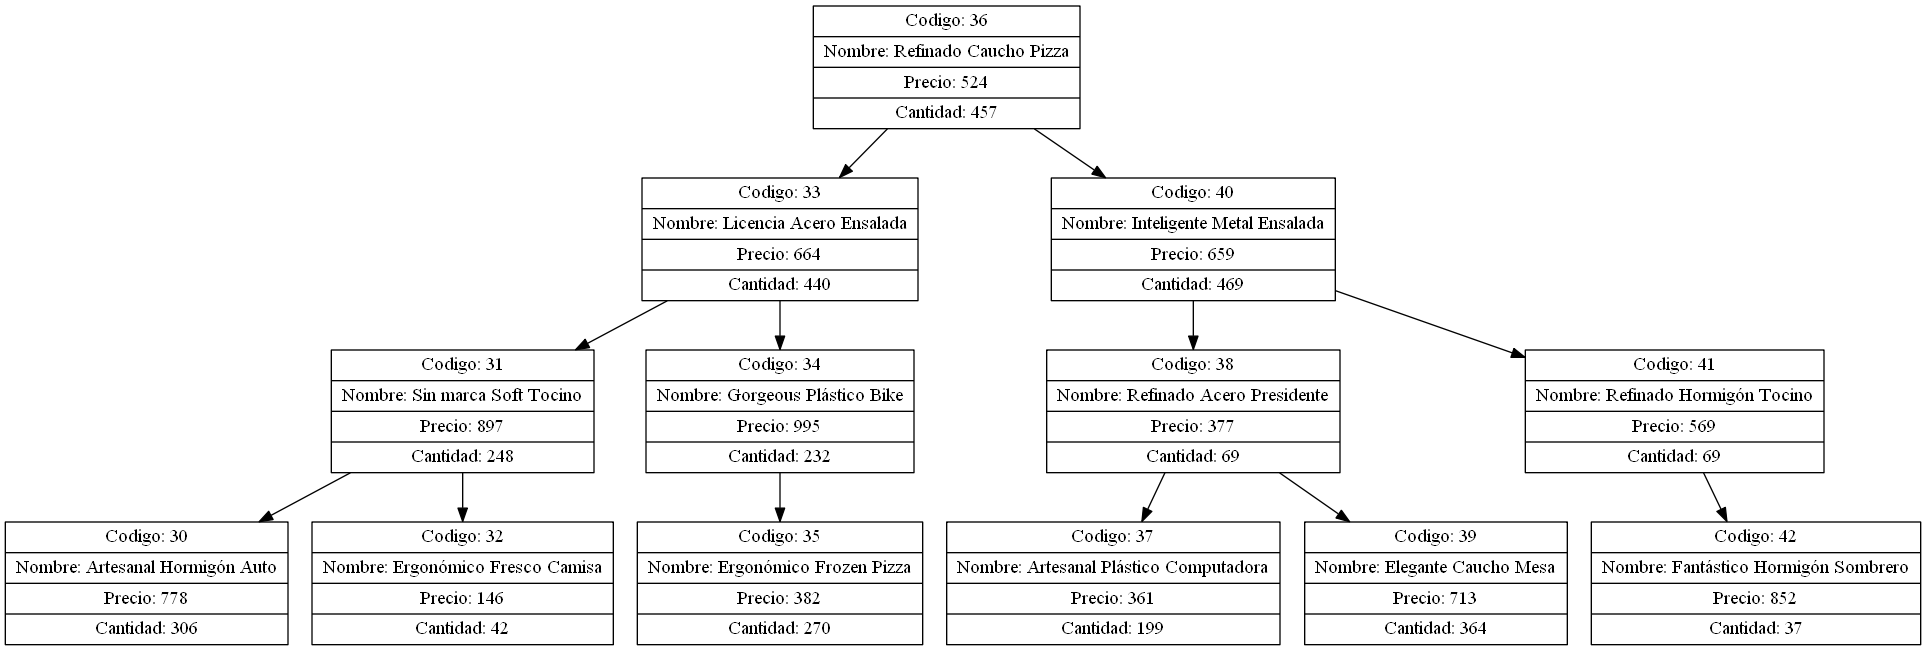 Codigo: 36
Nombre: Refinado Caucho Pizza
Precio: 524
Cantidad: 457
Codigo: 33
Nombre: Licencia Acero Ensalada
Precio: 664
Cantidad: 440
Codigo: 40
Nombre: Inteligente Metal Ensalada
Precio: 659
Cantidad: 469
Codigo: 31
Nombre: Sin marca Soft Tocino
Precio: 897
Cantidad: 248
Codigo: 34
Nombre: Gorgeous Plástico Bike
Precio: 995
Cantidad: 232
Codigo: 38
Nombre: Refinado Acero Presidente
Precio: 377
Cantidad: 69
Codigo: 41
Nombre: Refinado Hormigón Tocino
Precio: 569
Cantidad: 69
Codigo: 30
Nombre: Artesanal Hormigón Auto
Precio: 778
Cantidad: 306
Codigo: 32
Nombre: Ergonómico Fresco Camisa
Precio: 146
Cantidad: 42
Codigo: 35
Nombre: Ergonómico Frozen Pizza
Precio: 382
Cantidad: 270
Codigo: 37
Nombre: Artesanal Plástico Computadora
Precio: 361
Cantidad: 199
Codigo: 39
Nombre: Elegante Caucho Mesa
Precio: 713
Cantidad: 364
Codigo: 42
Nombre: Fantástico Hormigón Sombrero
Precio: 852
Cantidad: 37